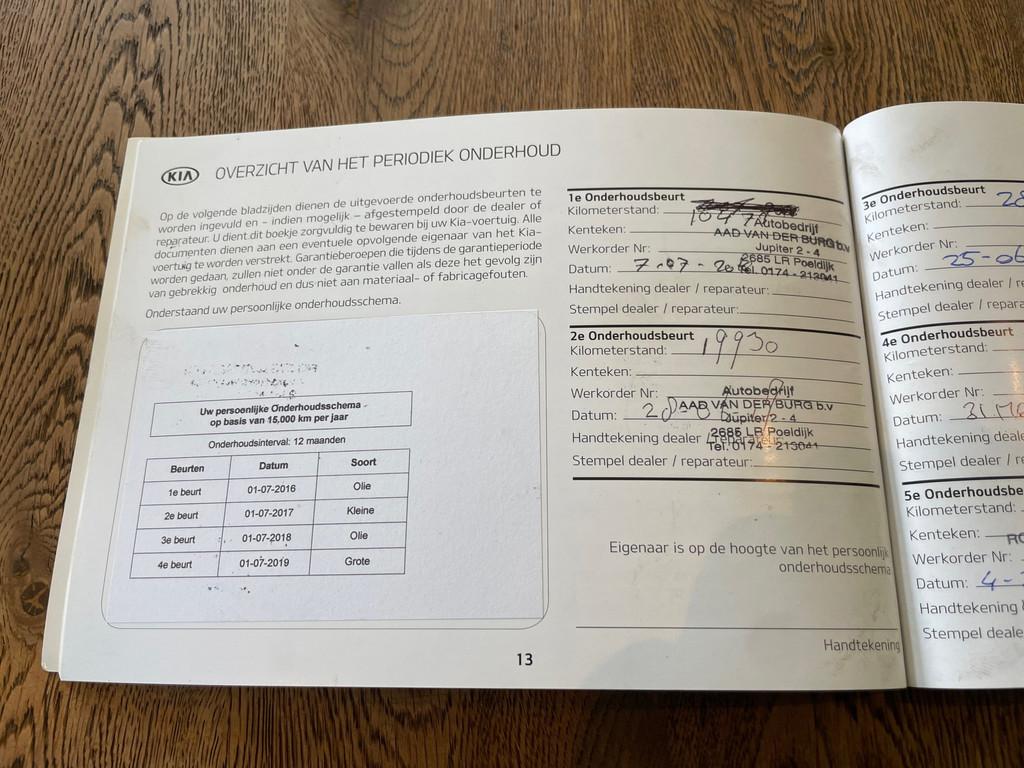 KIA OVERZICHT VAN HET PERIODIEK ONDERHOUD
Op de volgende bladzijden dienen de uitgevoerde onderhoudsbeurten te
worden ingevuld en – indien mogelijk – afgestempeld door de dealer of
reparateur. U dient dit boekje zorgvuldig te bewaren bij uw Kia-voertuig. Alle
documenten dienen aan een eventuele opvolgende eigenaar van het Kia-
voertuig te worden verstrekt. Garantieberoepen die tijdens de garantieperiode
worden gedaan, zullen niet onder de garantie vallen als deze het gevolg zijn
van gebrekkig onderhoud en dus niet aan materiaal- of fabricagefouten.
Onderstaand uw persoonlijke onderhoudsschema.
Uw persoonlijke Onderhoudsschema
op basis van 15,000 km per jaar
Onderhoudsinterval: 12 maanden
Beurten Datum Soort
1e beurt 01-07-2016 Olie
2e beurt 01-07-2017 Kleine
3e beurt 01-07-2018 Olie
4e beurt 01-07-2019 Grote
1e Onderhoudsbeurt
Kilometerstand:
Kenteken:
Autobedrijf
AAD VAN DER BURG b.v
Werkorder Nr:
Jupiter 2 - 4
2685 LR Poeldijk
Datum: 7-07-
Tel. 0174 - 213041
Handtekening dealer / reparateur:
Stempel dealer / reparateur:
2e Onderhoudsbeurt
Kilometerstand: 19930
Kenteken:
Werkorder Nr:
Autobedrijf
AAD VAN DER BURG b.v
Datum:
Jupiter 2 - 4
2685 LR Poeldijk
Handtekening dealer / reparateur:
Tel. 0174 - 213041
Stempel dealer / reparateur:
Eigenaar is op de hoogte van het persoonlijk
onderhoudsschema
Handtekening
13
3e Onderhoudsbeurt
Kilometerstand: 28
Kenteken:
Werkorder Nr:
Datum: 25-06
Handtekening dealer / re
Stempel dealer / repara
4e Onderhoudsbeurt
Kilometerstand:
Kenteken:
Werkorder Nr:
Datum: 31
Handtekening deale
Stempel dealer / re
5e Onderhoudsbe
Kilometerstand:
Kenteken:
Werkorder Nr:
Datum: 4-
Handtekening
Stempel deale